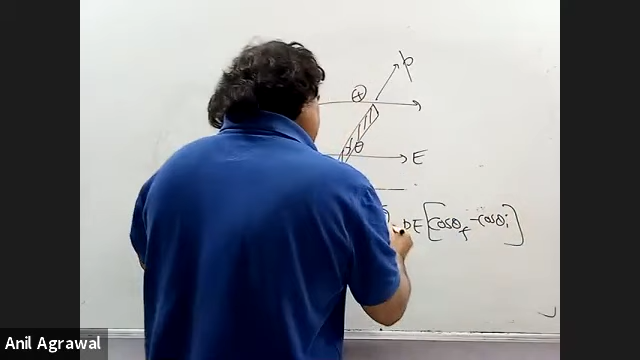 p
+
θ
E
pE[cosθf - cosθi]
Anil Agrawal